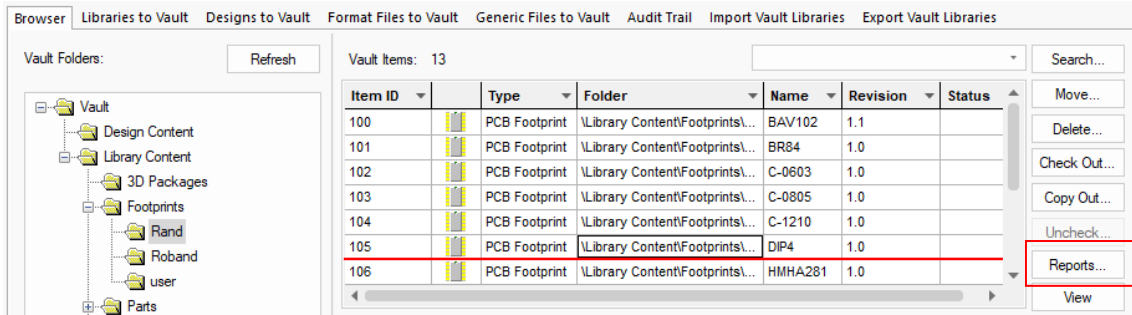 Browser Libraries to Vault Designs to Vault Format Files to Vault Generic Files to Vault Audit Trail Import Vault Libraries Export Vault Libraries
Vault Folders: Refresh
Vault
Design Content
Library Content
3D Packages
Footprints
Rand
Roband
user
Parts
Vault Items: 13
Item ID Type Folder Name Revision Status
100 PCB Footprint \Library Content\Footprints\... BAV102 1.1
101 PCB Footprint \Library Content\Footprints\... BR84 1.0
102 PCB Footprint \Library Content\Footprints\... C-0603 1.0
103 PCB Footprint \Library Content\Footprints\... C-0805 1.0
104 PCB Footprint \Library Content\Footprints\... C-1210 1.0
105 PCB Footprint \Library Content\Footprints\... DIP4 1.0
106 PCB Footprint \Library Content\Footprints\... HMHA281 1.0
Search...
Move...
Delete...
Check Out...
Copy Out...
Uncheck...
Reports...
View